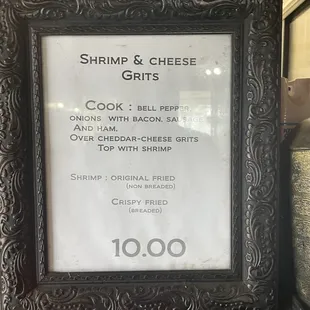 Shrimp & Cheese
Grits
Cook : bell pepper
onions with bacon, sausage
And ham.
Over cheddar-cheese grits
Top with shrimp
Shrimp : original fried
(non breaded)
Crispy fried
(breaded)
10.00